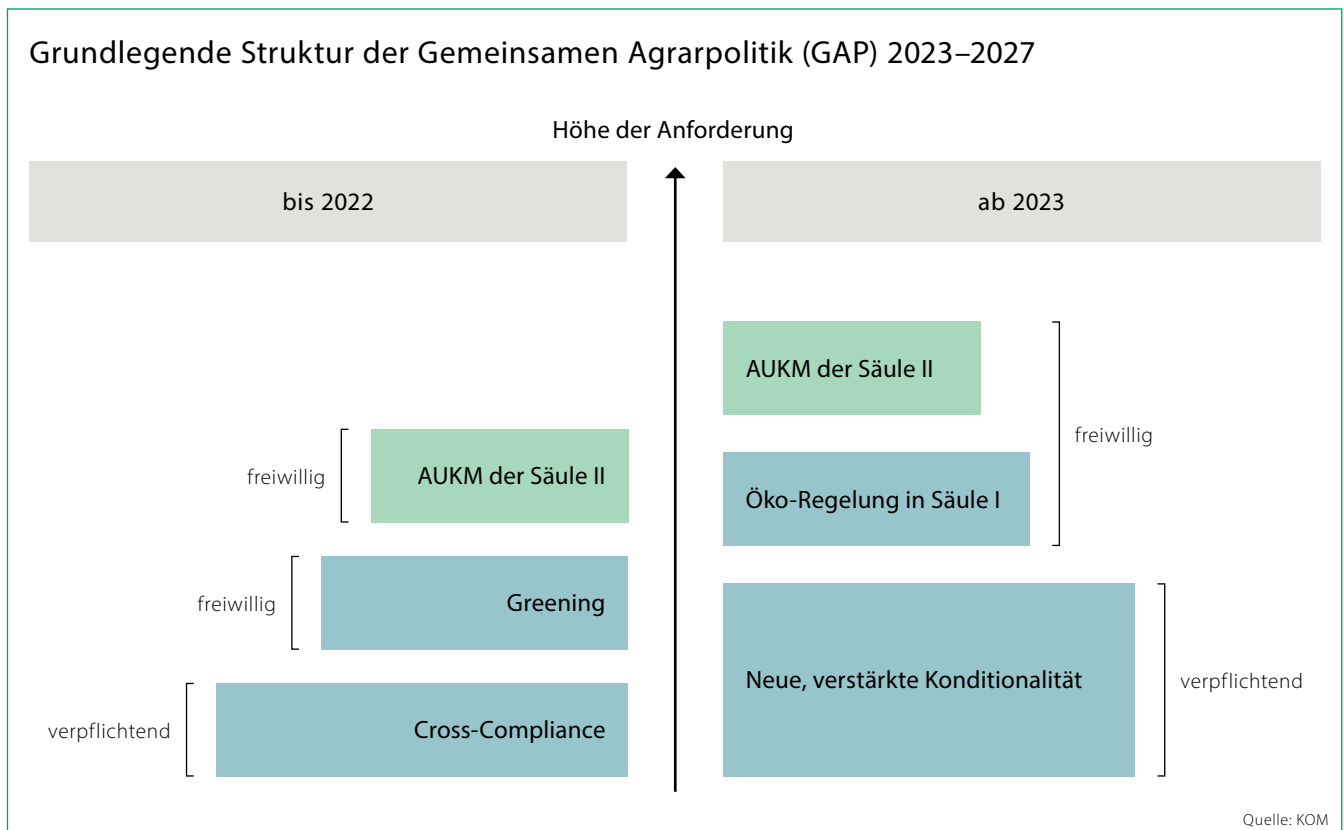 Grundlegende Struktur der Gemeinsamen Agrarpolitik (GAP) 2023–2027
Höhe der Anforderung
bis 2022
ab 2023
freiwillig
AUKM der Säule II
freiwillig
Greening
verpflichtend
Cross-Compliance
AUKM der Säule II
freiwillig
Öko-Regelung in Säule I
Neue, verstärkte Konditionalität
verpflichtend
Quelle: KOM